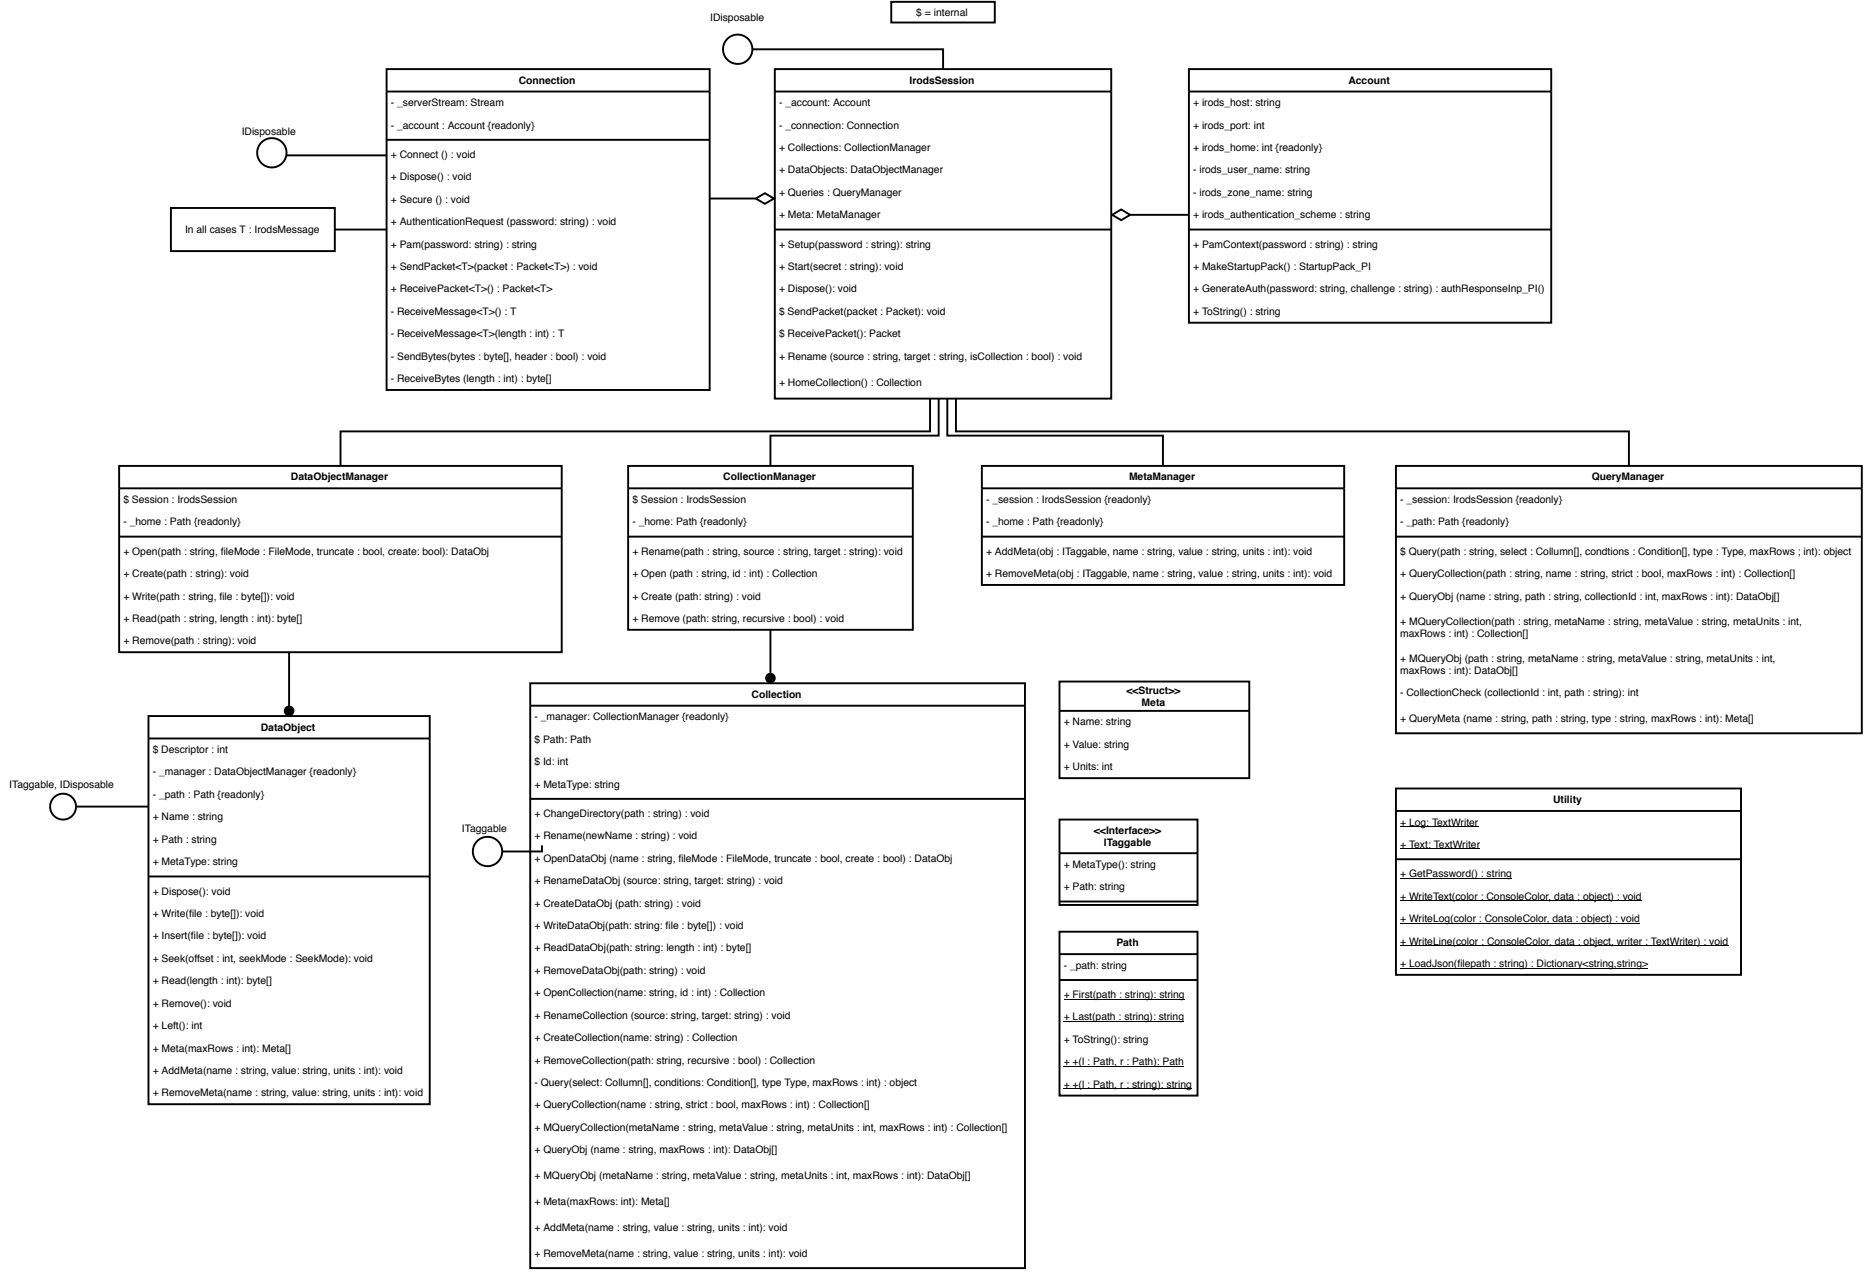 $ = internal
IDisposable
Connection
- _serverStream: Stream
- _account : Account {readonly}
+ Connect () : void
+ Dispose() : void
+ Secure () : void
+ AuthenticationRequest (password: string) : void
+ Pam(password: string) : string
+ SendPacket<T>(packet : Packet<T>) : void
+ ReceivePacket<T>() : Packet<T>
- ReceiveMessage<T>() : T
- ReceiveMessage<T>(length : int) : T
- SendBytes(bytes : byte[], header : bool) : void
- ReceiveBytes (length : int) : byte[]
IDisposable
In all cases T : IrodsMessage
IrodsSession
- _account: Account
- _connection: Connection
+ Collections: CollectionManager
+ DataObjects: DataObjectManager
+ Queries : QueryManager
+ Meta: MetaManager
+ Setup(password : string): string
+ Start(secret : string): void
+ Dispose(): void
$ SendPacket(packet : Packet): void
$ ReceivePacket(): Packet
+ Rename (source : string, target : string, isCollection : bool) : void
+ HomeCollection() : Collection
Account
+ irods_host: string
+ irods_port: int
+ irods_home: int {readonly}
- irods_user_name: string
- irods_zone_name: string
+ irods_authentication_scheme : string
+ PamContext(password : string) : string
+ MakeStartupPack() : StartupPack_PI
+ GenerateAuth(password: string, challenge : string) : authResponseInp_PI()
+ ToString() : string
DataObjectManager
$ Session : IrodsSession
- _home : Path {readonly}
+ Open(path : string, fileMode : FileMode, truncate : bool, create: bool): DataObj
+ Create(path : string): void
+ Write(path : string, file : byte[]): void
+ Read(path : string, length : int): byte[]
+ Remove(path : string): void
CollectionManager
$ Session : IrodsSession
- _home: Path {readonly}
+ Rename(path : string, source : string, target : string): void
+ Open (path : string, id : int) : Collection
+ Create (path: string) : void
+ Remove (path: string, recursive : bool) : void
MetaManager
- _session : IrodsSession {readonly}
- _home : Path {readonly}
+ AddMeta(obj : ITaggable, name : string, value : string, units : int): void
+ RemoveMeta(obj : ITaggable, name : string, value : string, units : int): void
QueryManager
- _session: IrodsSession {readonly}
- _path: Path {readonly}
$ Query(path : string, select : Collumn[], condtions : Condition[], type : Type, maxRows ; int): object
+ QueryCollection(path : string, name : string, strict : bool, maxRows : int) : Collection[]
+ QueryObj (name : string, path : string, collectionId : int, maxRows : int): DataObj[]
+ MQueryCollection(path : string, metaName : string, metaValue : string, metaUnits : int,
maxRows : int) : Collection[]
+ MQueryObj (path : string, metaName : string, metaValue : string, metaUnits : int,
maxRows : int): DataObj[]
- CollectionCheck (collectionId : int, path : string): int
+ QueryMeta (name : string, path : string, type : string, maxRows : int): Meta[]
DataObject
$ Descriptor : int
- _manager : DataObjectManager {readonly}
- _path : Path {readonly}
+ Name : string
+ Path : string
+ MetaType: string
+ Dispose(): void
+ Write(file : byte[]): void
+ Insert(file : byte[]): void
+ Seek(offset : int, seekMode : SeekMode): void
+ Read(length : int): byte[]
+ Remove(): void
+ Left(): int
+ Meta(maxRows : int): Meta[]
+ AddMeta(name : string, value: string, units : int): void
+ RemoveMeta(name : string, value: string, units : int): void
ITaggable, IDisposable
Collection
- _manager: CollectionManager {readonly}
$ Path: Path
$ Id: int
+ MetaType: string
+ ChangeDirectory(path : string) : void
+ Rename(newName : string) : void
+ OpenDataObj (name : string, fileMode : FileMode, truncate : bool, create : bool) : DataObj
+ RenameDataObj (source: string, target: string) : void
+ CreateDataObj (path: string) : void
+ WriteDataObj(path: string: file : byte[]) : void
+ ReadDataObj(path: string: length : int) : byte[]
+ RemoveDataObj(path: string) : void
+ OpenCollection(name: string, id : int) : Collection
+ RenameCollection (source: string, target: string) : void
+ CreateCollection(name: string) : Collection
+ RemoveCollection(path: string, recursive : bool) : Collection
- Query(select: Collumn[], conditions: Condition[], type Type, maxRows : int) : object
+ QueryCollection(name : string, strict : bool, maxRows : int) : Collection[]
+ MQueryCollection(metaName : string, metaValue : string, metaUnits : int, maxRows : int) : Collection[]
+ QueryObj (name : string, maxRows : int): DataObj[]
+ MQueryObj (metaName : string, metaValue : string, metaUnits : int, maxRows : int): DataObj[]
+ Meta(maxRows: int): Meta[]
+ AddMeta(name : string, value : string, units : int): void
+ RemoveMeta(name : string, value : string, units : int): void
ITaggable
<<Struct>>
Meta
+ Name: string
+ Value: string
+ Units: int
<<Interface>>
ITaggable
+ MetaType(): string
+ Path: string
Path
- _path: string
+ First(path : string): string
+ Last(path : string): string
+ ToString(): string
+ +(l : Path, r : Path): Path
+ +(l : Path, r : string): string
Utility
+ Log: TextWriter
+ Text: TextWriter
+ GetPassword() : string
+ WriteText(color : ConsoleColor, data : object) : void
+ WriteLog(color : ConsoleColor, data : object) : void
+ WriteLine(color : ConsoleColor, data : object, writer : TextWriter) : void
+ LoadJson(filepath : string) : Dictionary<string,string>